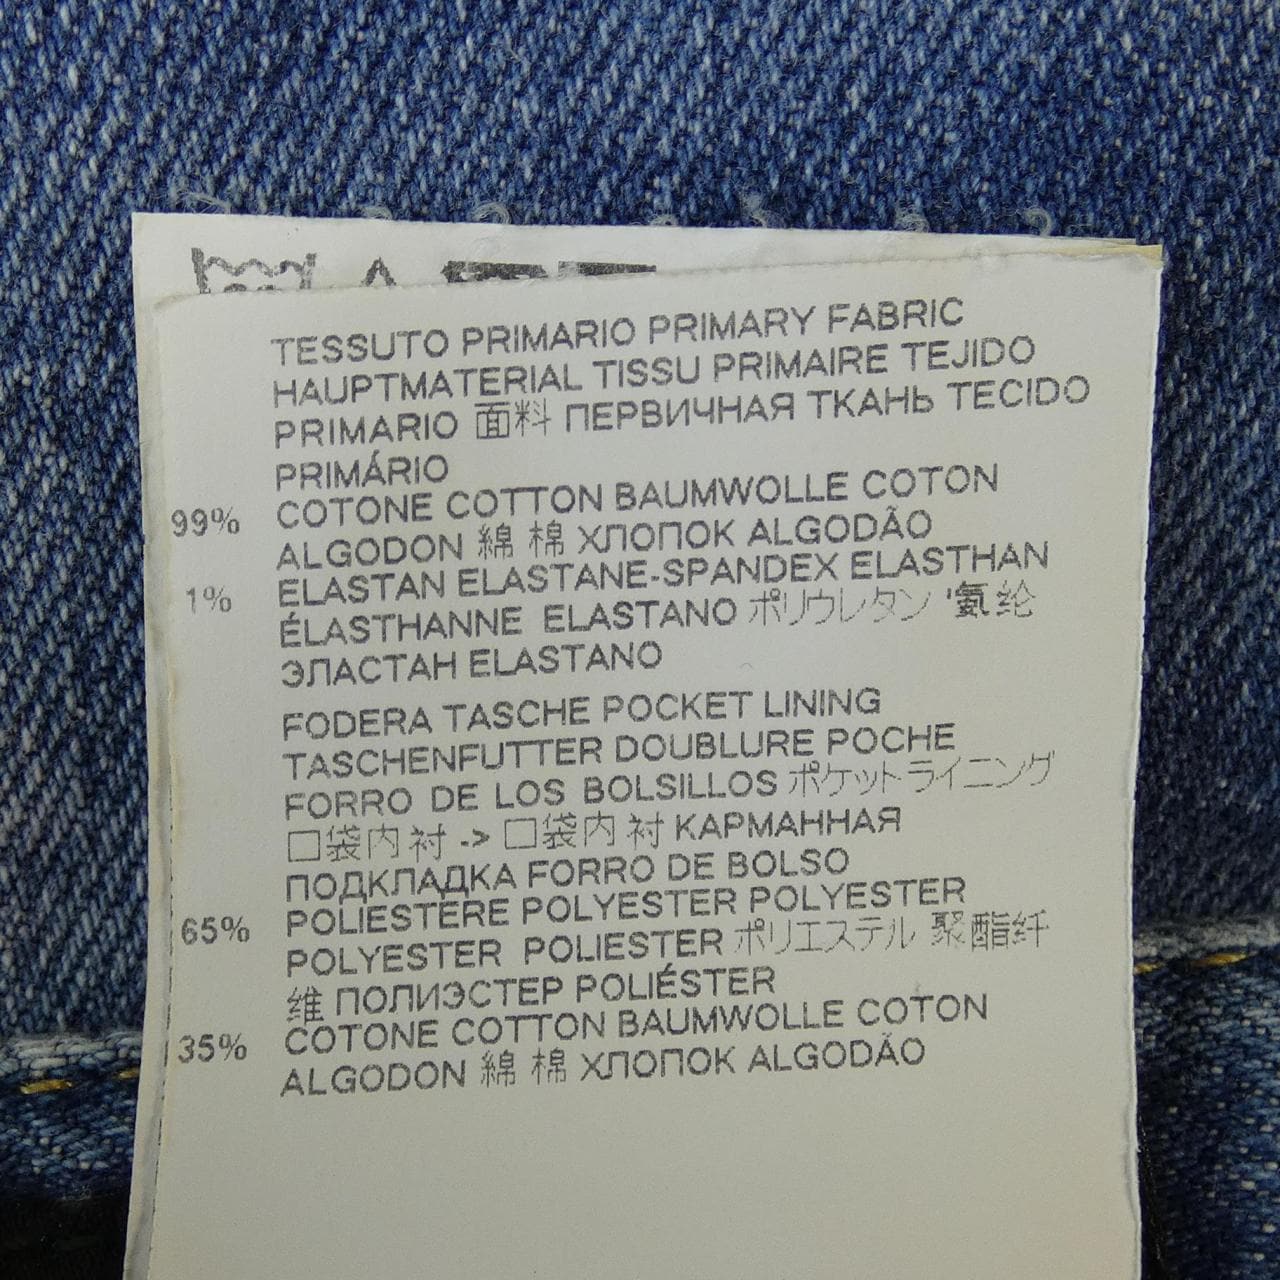 TESSUTO PRIMARIO PRIMARY FABRIC
HAUPTMATERIAL TISSU PRIMAIRE TEJIDO
PRIMARIO 面料 ПЕРВИЧНАЯ ТКАНЬ TECIDO
PRIMÁRIO
99% COTONE COTTON BAUMWOLLE COTON
ALGODON 綿 棉 ХЛОПОК ALGODÃO
1% ELASTAN ELASTANE-SPANDEX ELASTHAN
ÉLASTHANNE ELASTANO ポリウレタン '氨纶
ЭЛАСТАН ELASTANO
FODERA TASCHE POCKET LINING
TASCHENFUTTER DOUBLURE POCHE
FORRO DE LOS BOLSILLOS ポケットライニング
口袋内衬 -> 口袋内衬 КАРМАННАЯ
ПОДКЛАДКА FORRO DE BOLSO
65% POLIESTERE POLYESTER POLYESTER
POLYESTER POLIESTER ポリエステル 聚酯纤
维 ПОЛИЭСТЕР POLIÉSTER
35% COTONE COTTON BAUMWOLLE COTON
ALGODON 綿 棉 ХЛОПОК ALGODÃO